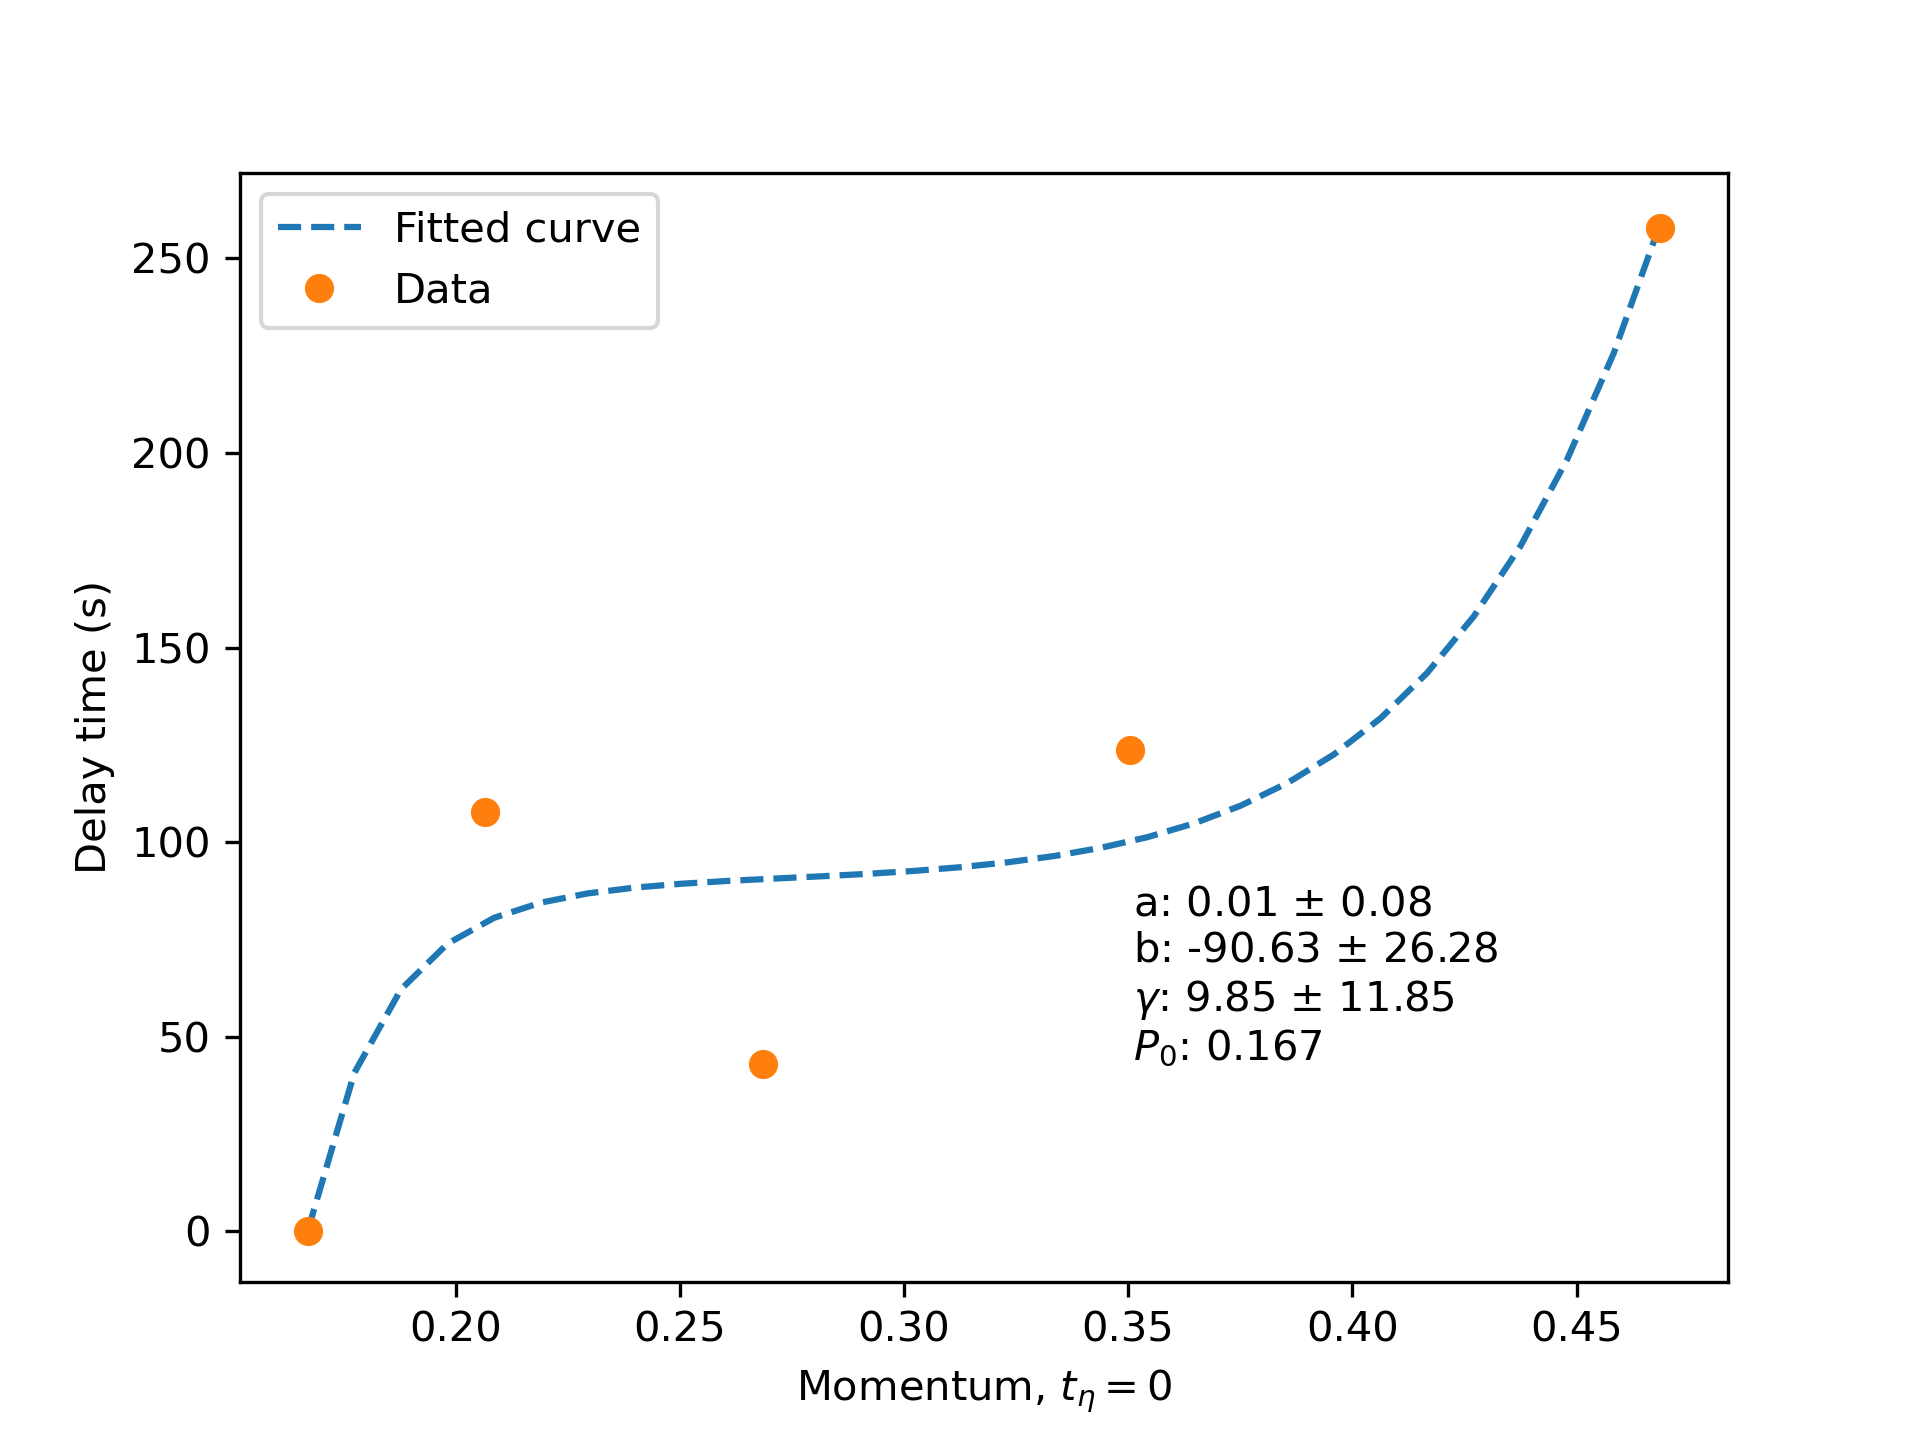 Fitted curve
Data
250
200
150
100
50
0
Delay time (s)
a: 0.01 ± 0.08
b: -90.63 ± 26.28
γ: 9.85 ± 11.85
P₀: 0.167
0.20 0.25 0.30 0.35 0.40 0.45
Momentum, tη = 0